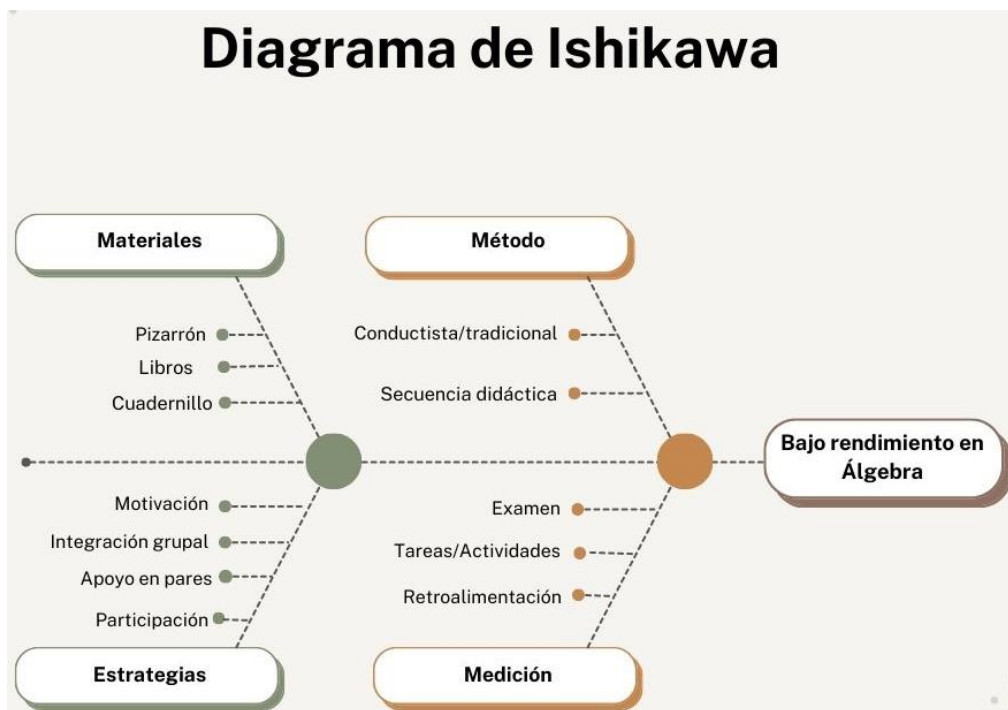 Diagrama de Ishikawa
Materiales
Pizarrón
Libros
Cuadernillo
Método
Conductista/tradicional
Secuencia didáctica
Bajo rendimiento en
Álgebra
Motivación
Integración grupal
Apoyo en pares
Participación
Estrategias
Examen
Tareas/Actividades
Retroalimentación
Medición